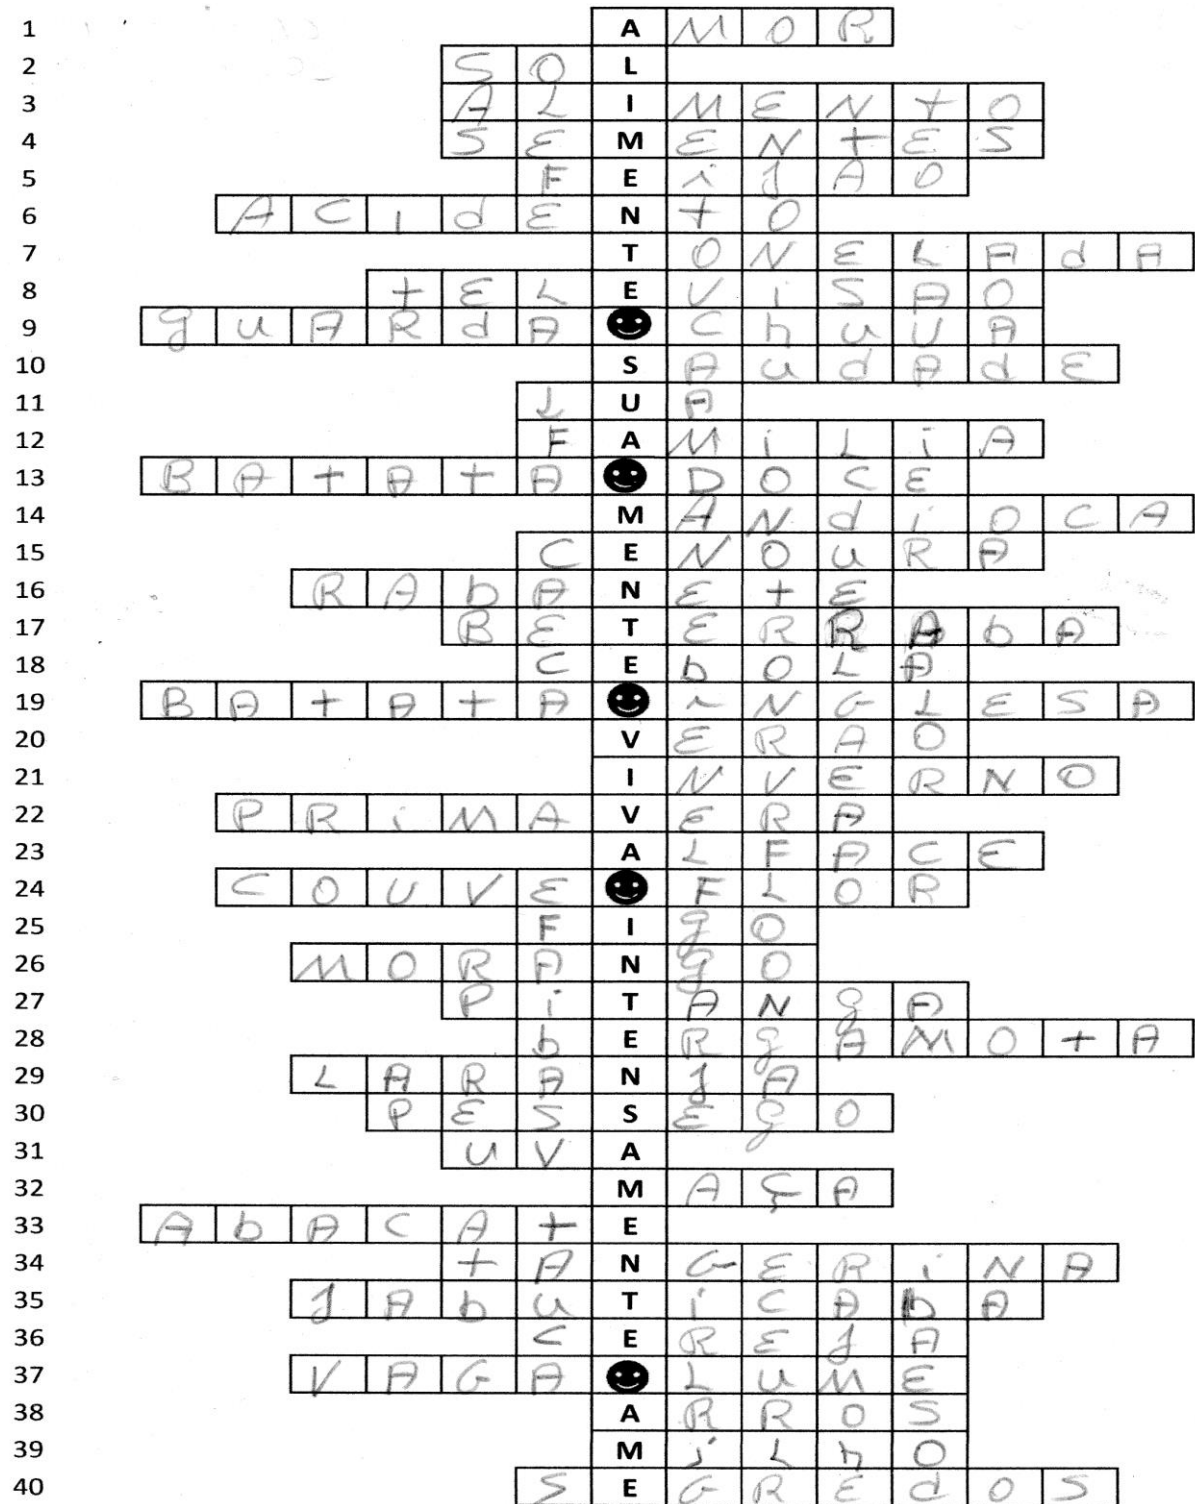 1 AMOR
2 SOL
3 ALIMENTO
4 SEMENTES
5 FEiJAO
6 ACIdENTO
7 TONELAdA
8 TELEViSAO
9 guARdA ChuUA
10 SAudAdE
11 LUA
12 FAMiLiA
13 BATATA DOCE
14 MANdiOCA
15 CENOuRA
16 RAbANETE
17 BETERRAbA
18 CEbOLA
19 BATATA iNGLESA
20 VERAO
21 INVERNO
22 PRiMAVERA
23 ALFACE
24 COUVE FLOR
25 FIgO
26 MORANgO
27 PiTANgA
28 bERgAMOTA
29 LARANJA
30 PESSEgO
31 uVA
32 MAÇA
33 AbACATE
34 TANGERiNA
35 JAbuTiCAbA
36 CEREJA
37 VAGA LuME
38 ARROS
39 MiLhO
40 SEGREdOS